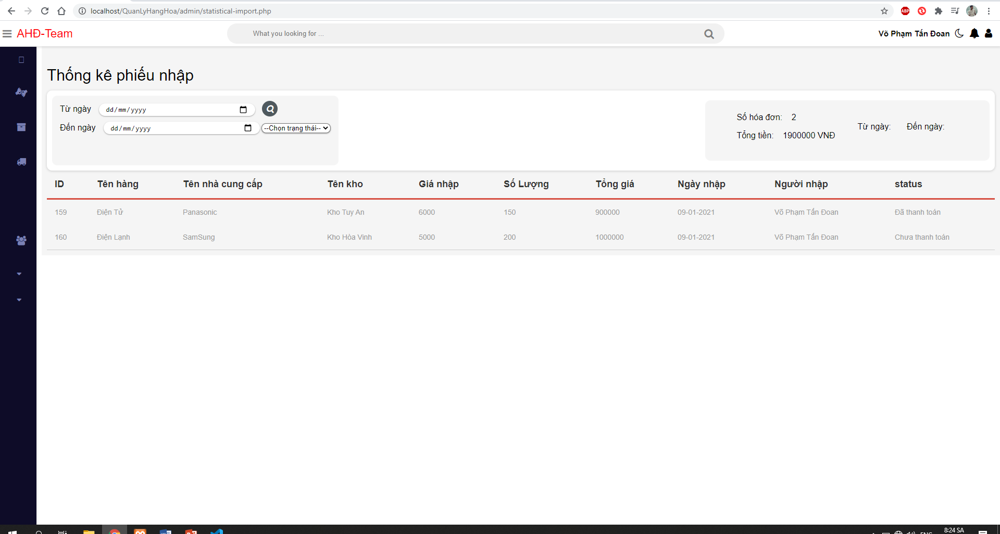 localhost/QuanLyHangHoa/admin/statistical-import.php
ABP
AHĐ-Team
What you looking for ...
Võ Phạm Tấn Đoan
Thống kê phiếu nhập
Từ ngày dd/mm/yyyy
Đến ngày dd/mm/yyyy --Chọn trạng thái--
Số hóa đơn: 2
Tổng tiền: 1900000 VNĐ
Từ ngày: Đến ngày:
ID Tên hàng Tên nhà cung cấp Tên kho Giá nhập Số Lượng Tổng giá Ngày nhập Người nhập status
159 Điện Tử Panasonic Kho Tuy An 6000 150 900000 09-01-2021 Võ Phạm Tấn Đoan Đã thanh toán
160 Điện Lạnh SamSung Kho Hòa Vinh 5000 200 1000000 09-01-2021 Võ Phạm Tấn Đoan Chưa thanh toán
ENG
8:24 SA